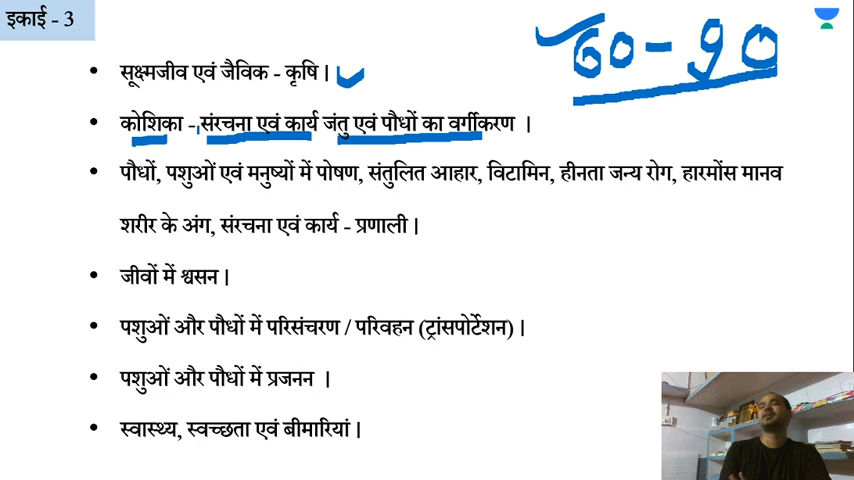 इकाई - 3
60 - 90
• सूक्ष्मजीव एवं जैविक - कृषि |
• कोशिका - संरचना एवं कार्य जंतु एवं पौधों का वर्गीकरण |
• पौधों, पशुओं एवं मनुष्यों में पोषण, संतुलित आहार, विटामिन, हीनता जन्य रोग, हारमोंस मानव
शरीर के अंग, संरचना एवं कार्य - प्रणाली |
• जीवों में श्वसन |
• पशुओं और पौधों में परिसंचरण / परिवहन (ट्रांसपोर्टेशन) |
• पशुओं और पौधों में प्रजनन |
• स्वास्थ्य, स्वच्छता एवं बीमारियां |